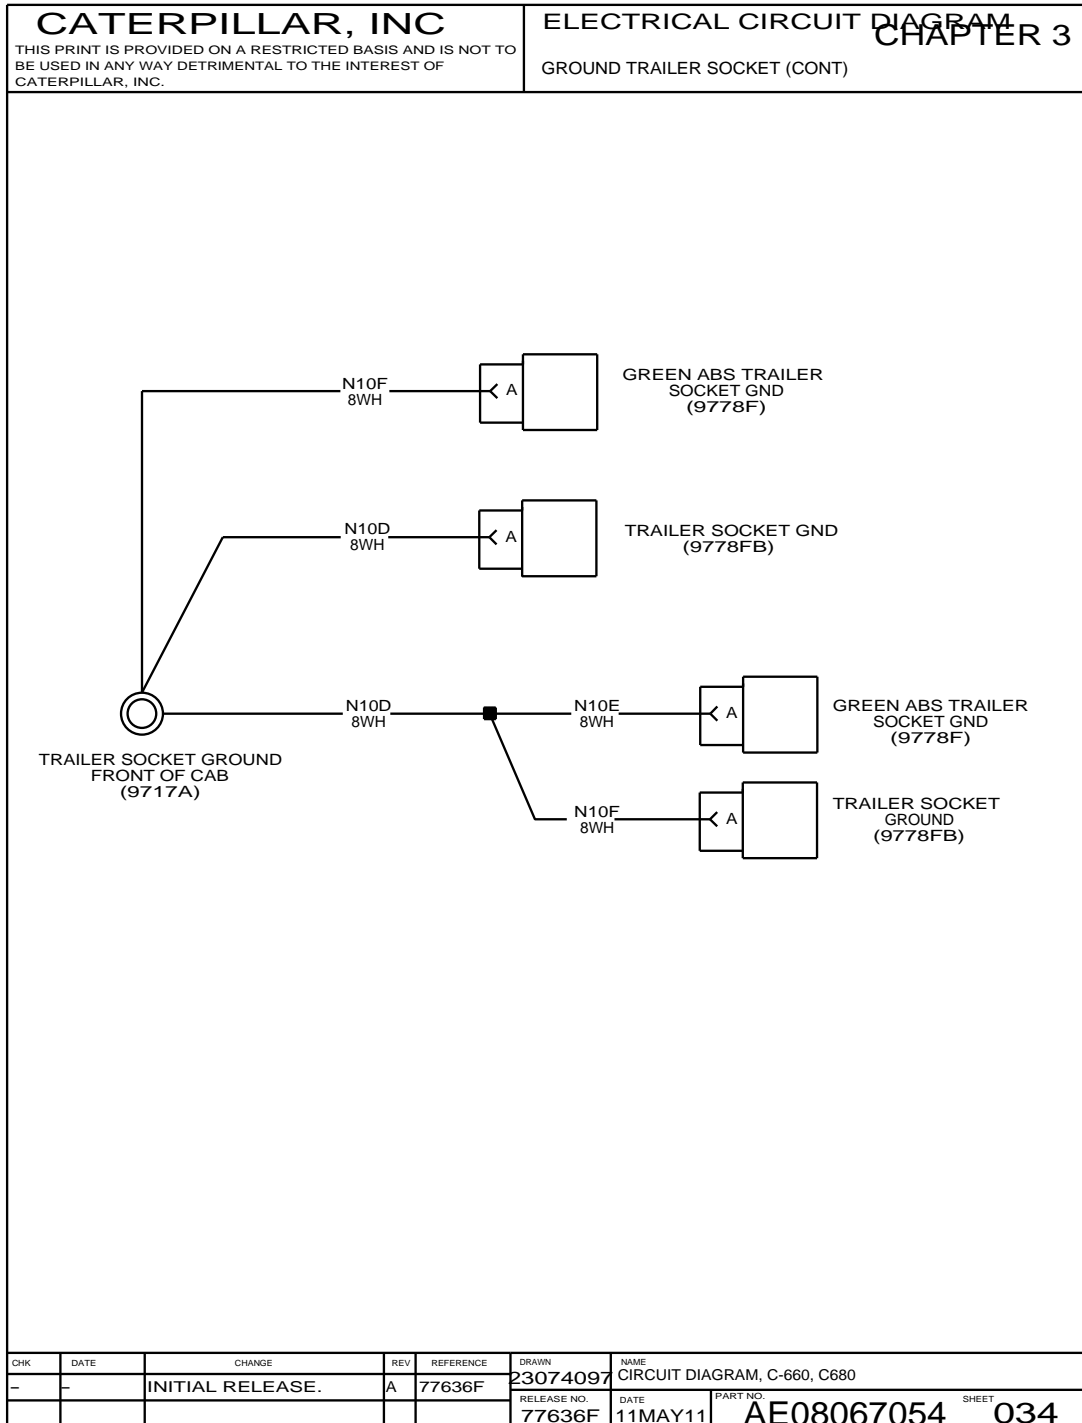 CATERPILLAR, INC
THIS PRINT IS PROVIDED ON A RESTRICTED BASIS AND IS NOT TO
BE USED IN ANY WAY DETRIMENTAL TO THE INTEREST OF
CATERPILLAR, INC.
ELECTRICAL CIRCUIT DIAGRAM
CHAPTER 3
GROUND TRAILER SOCKET (CONT)
N10F
8WH
A
GREEN ABS TRAILER
SOCKET GND
(9778F)
N10D
8WH
A
TRAILER SOCKET GND
(9778FB)
N10D
8WH
N10E
8WH
A
GREEN ABS TRAILER
SOCKET GND
(9778F)
TRAILER SOCKET GROUND
FRONT OF CAB
(9717A)
N10F
8WH
A
TRAILER SOCKET
GROUND
(9778FB)
CHK DATE CHANGE REV REFERENCE
- - INITIAL RELEASE. A 77636F
DRAWN
23074097
NAME
CIRCUIT DIAGRAM, C-660, C680
RELEASE NO.
77636F
DATE
11MAY11
PART NO.
AE08067054
SHEET
034